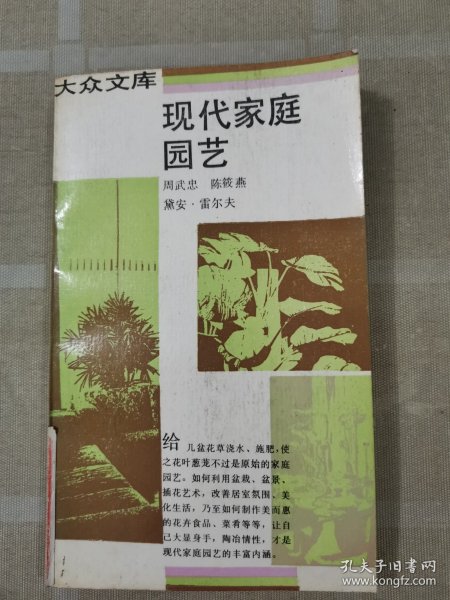 大众文库
现代家庭
园艺
周武忠 陈筱燕
黛安·雷尔夫
给几盆花草浇水、施肥,使
之花叶葱茏不过是原始的家庭
园艺。如何利用盆栽、盆景、
插花艺术,改善居室氛围、美
化生活,乃至如何制作美而惠
的花卉食品、菜肴等等,让自
己大显身手,陶冶情性,才是
现代家庭园艺的丰富内涵。
孔夫子旧书网
www.kongfz.com